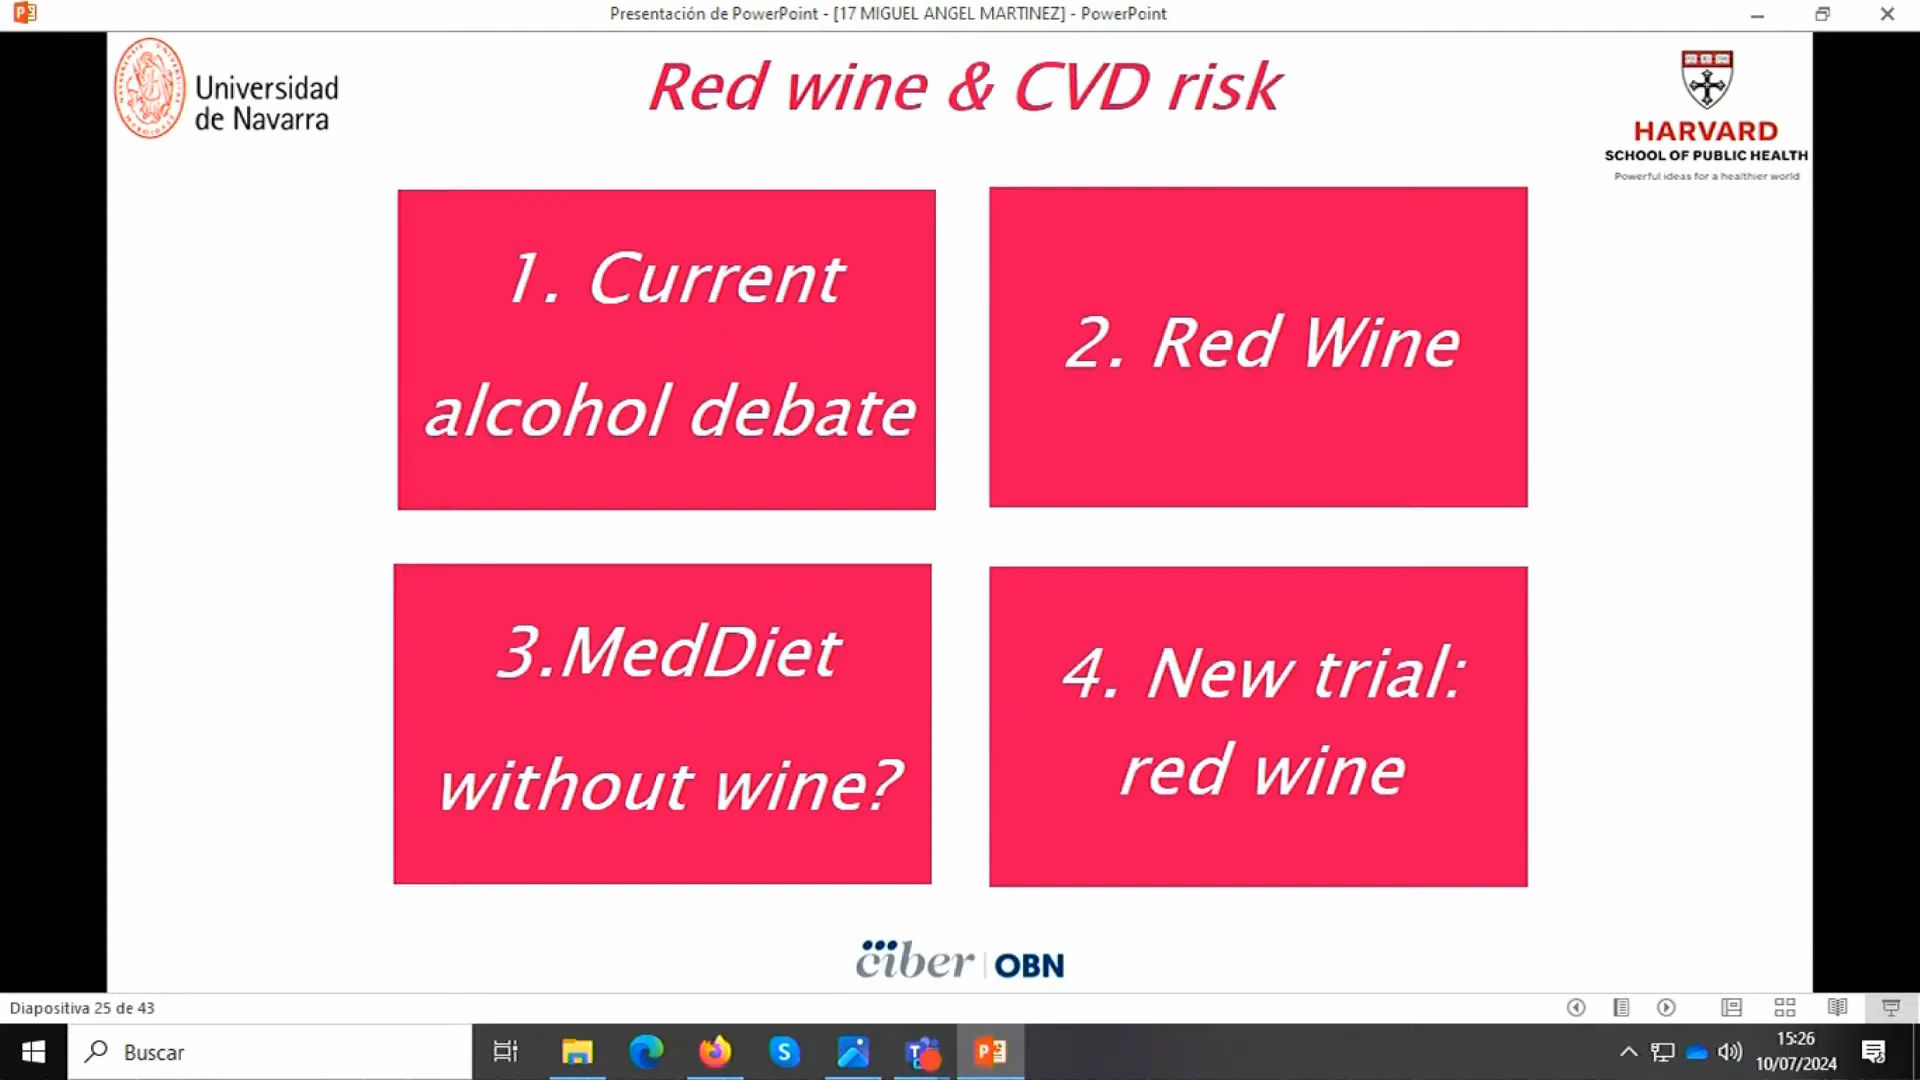 Presentación de PowerPoint - [17 MIGUEL ANGEL MARTINEZ] - PowerPoint
Universidad
de Navarra
Red wine & CVD risk
HARVARD
SCHOOL OF PUBLIC HEALTH
Powerful ideas for a healthier world
1. Current
alcohol debate
2. Red Wine
3.MedDiet
without wine?
4. New trial:
red wine
ciber | OBN
Diapositiva 25 de 43
Buscar
15:26
10/07/2024